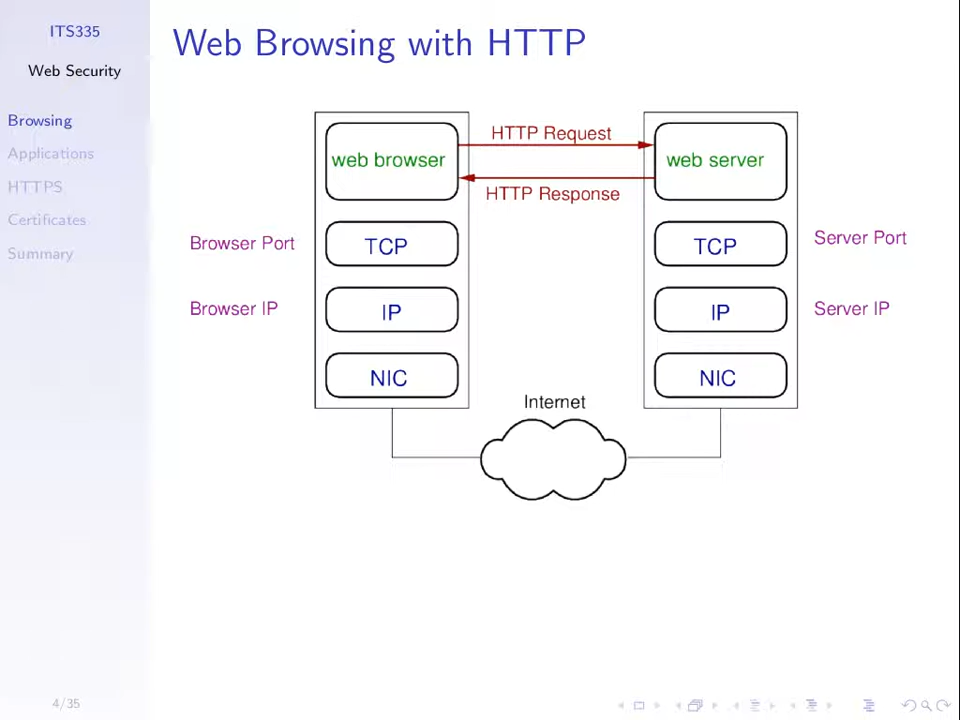 ITS335
Web Security
Browsing
Applications
HTTPS
Certificates
Summary
Web Browsing with HTTP
HTTP Request
web browser
web server
HTTP Response
Browser Port
TCP
TCP
Server Port
Browser IP
IP
IP
Server IP
NIC
NIC
Internet
4/35